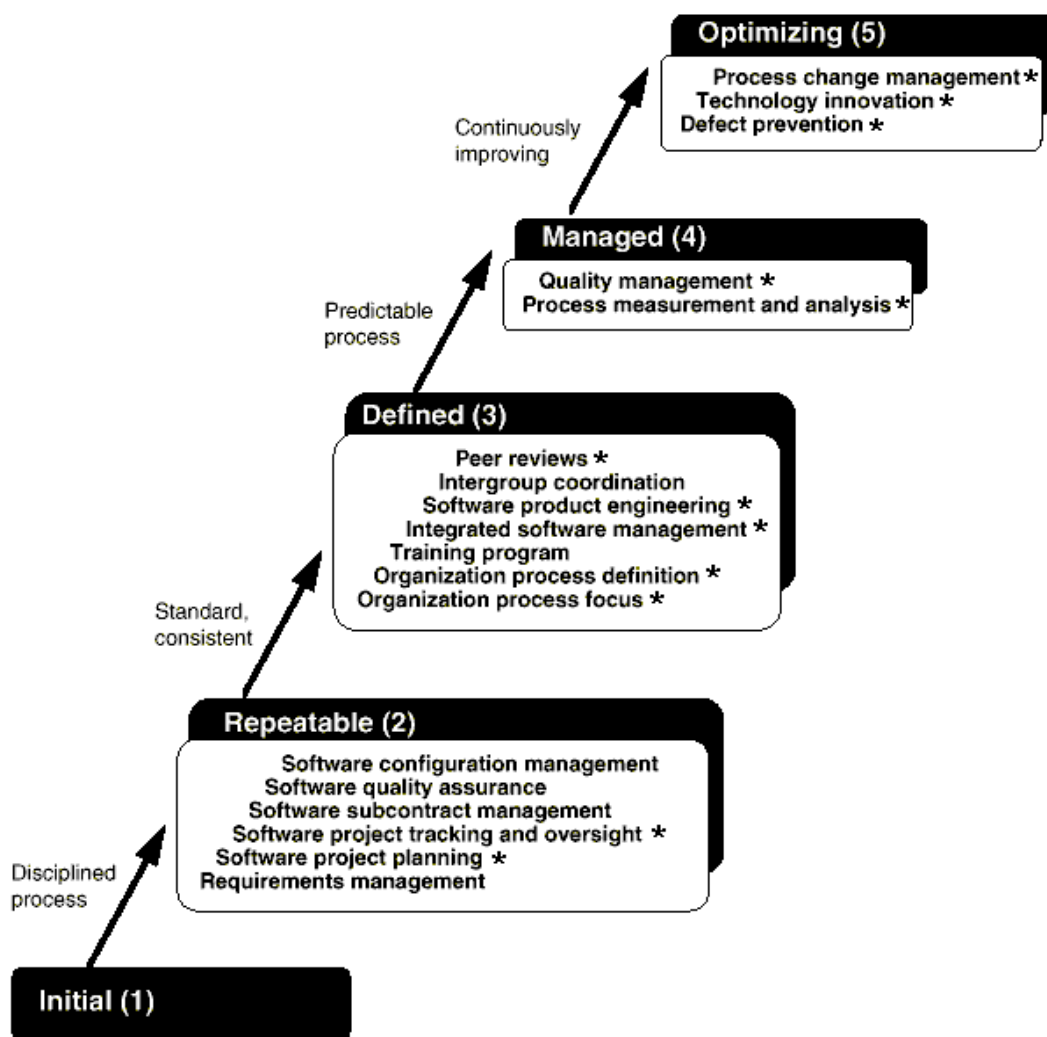 Optimizing (5)
Process change management *
Technology innovation *
Defect prevention *
Continuously
improving
Managed (4)
Quality management *
Process measurement and analysis *
Predictable
process
Defined (3)
Peer reviews *
Intergroup coordination
Software product engineering *
Integrated software management *
Training program
Organization process definition *
Organization process focus *
Standard,
consistent
Repeatable (2)
Software configuration management
Software quality assurance
Software subcontract management
Software project tracking and oversight *
Software project planning *
Requirements management
Disciplined
process
Initial (1)